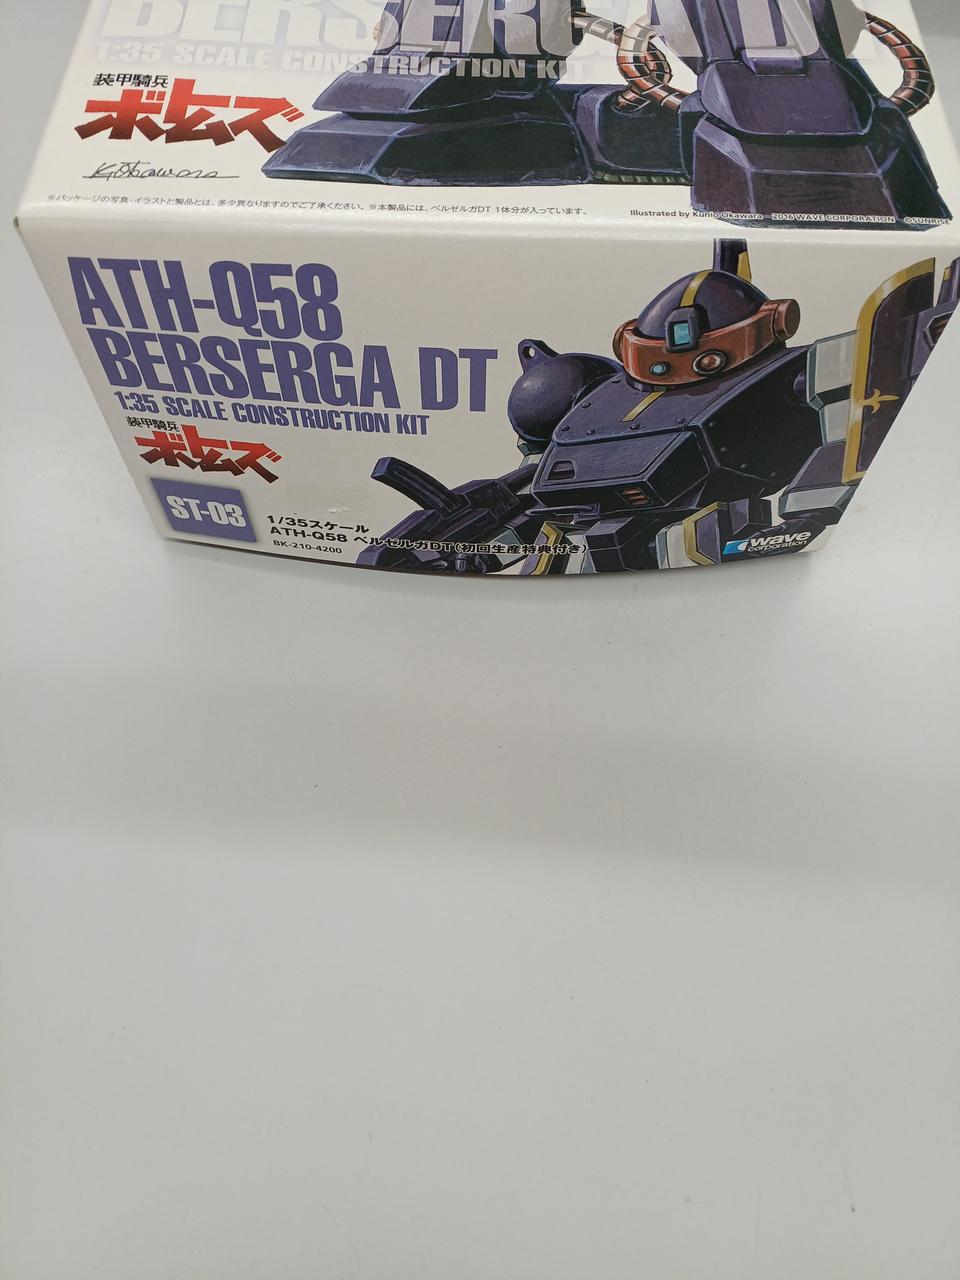 BERSERGA DT
1:35 SCALE CONSTRUCTION KIT
装甲騎兵
ボトムズ
K.Okawara
※パッケージの写真・イラストと製品とは、多少異なりますのでご了承ください。※本製品には、ベルゼルガDT 1体分が入っています。
Illustrated by Kunio Okawara 2016 WAVE CORPORATION ©SUNRISE
ATH-Q58
BERSERGA DT
1:35 SCALE CONSTRUCTION KIT
装甲騎兵
ボトムズ
ST-03
1/35スケール
ATH-Q58 ベルゼルガDT(初回生産特典付き)
BK-210-4200
wave
corporation